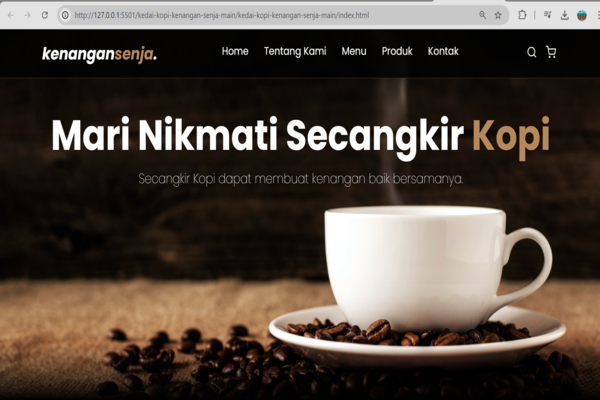 http://127.0.0.1:5501/kedai-kopi-kenangan-senja-main/kedai-kopi-kenangan-senja-main/index.html
kenangansenja.
Home Tentang Kami Menu Produk Kontak
Mari Nikmati Secangkir Kopi
Secangkir Kopi dapat membuat kenangan baik bersamanya.